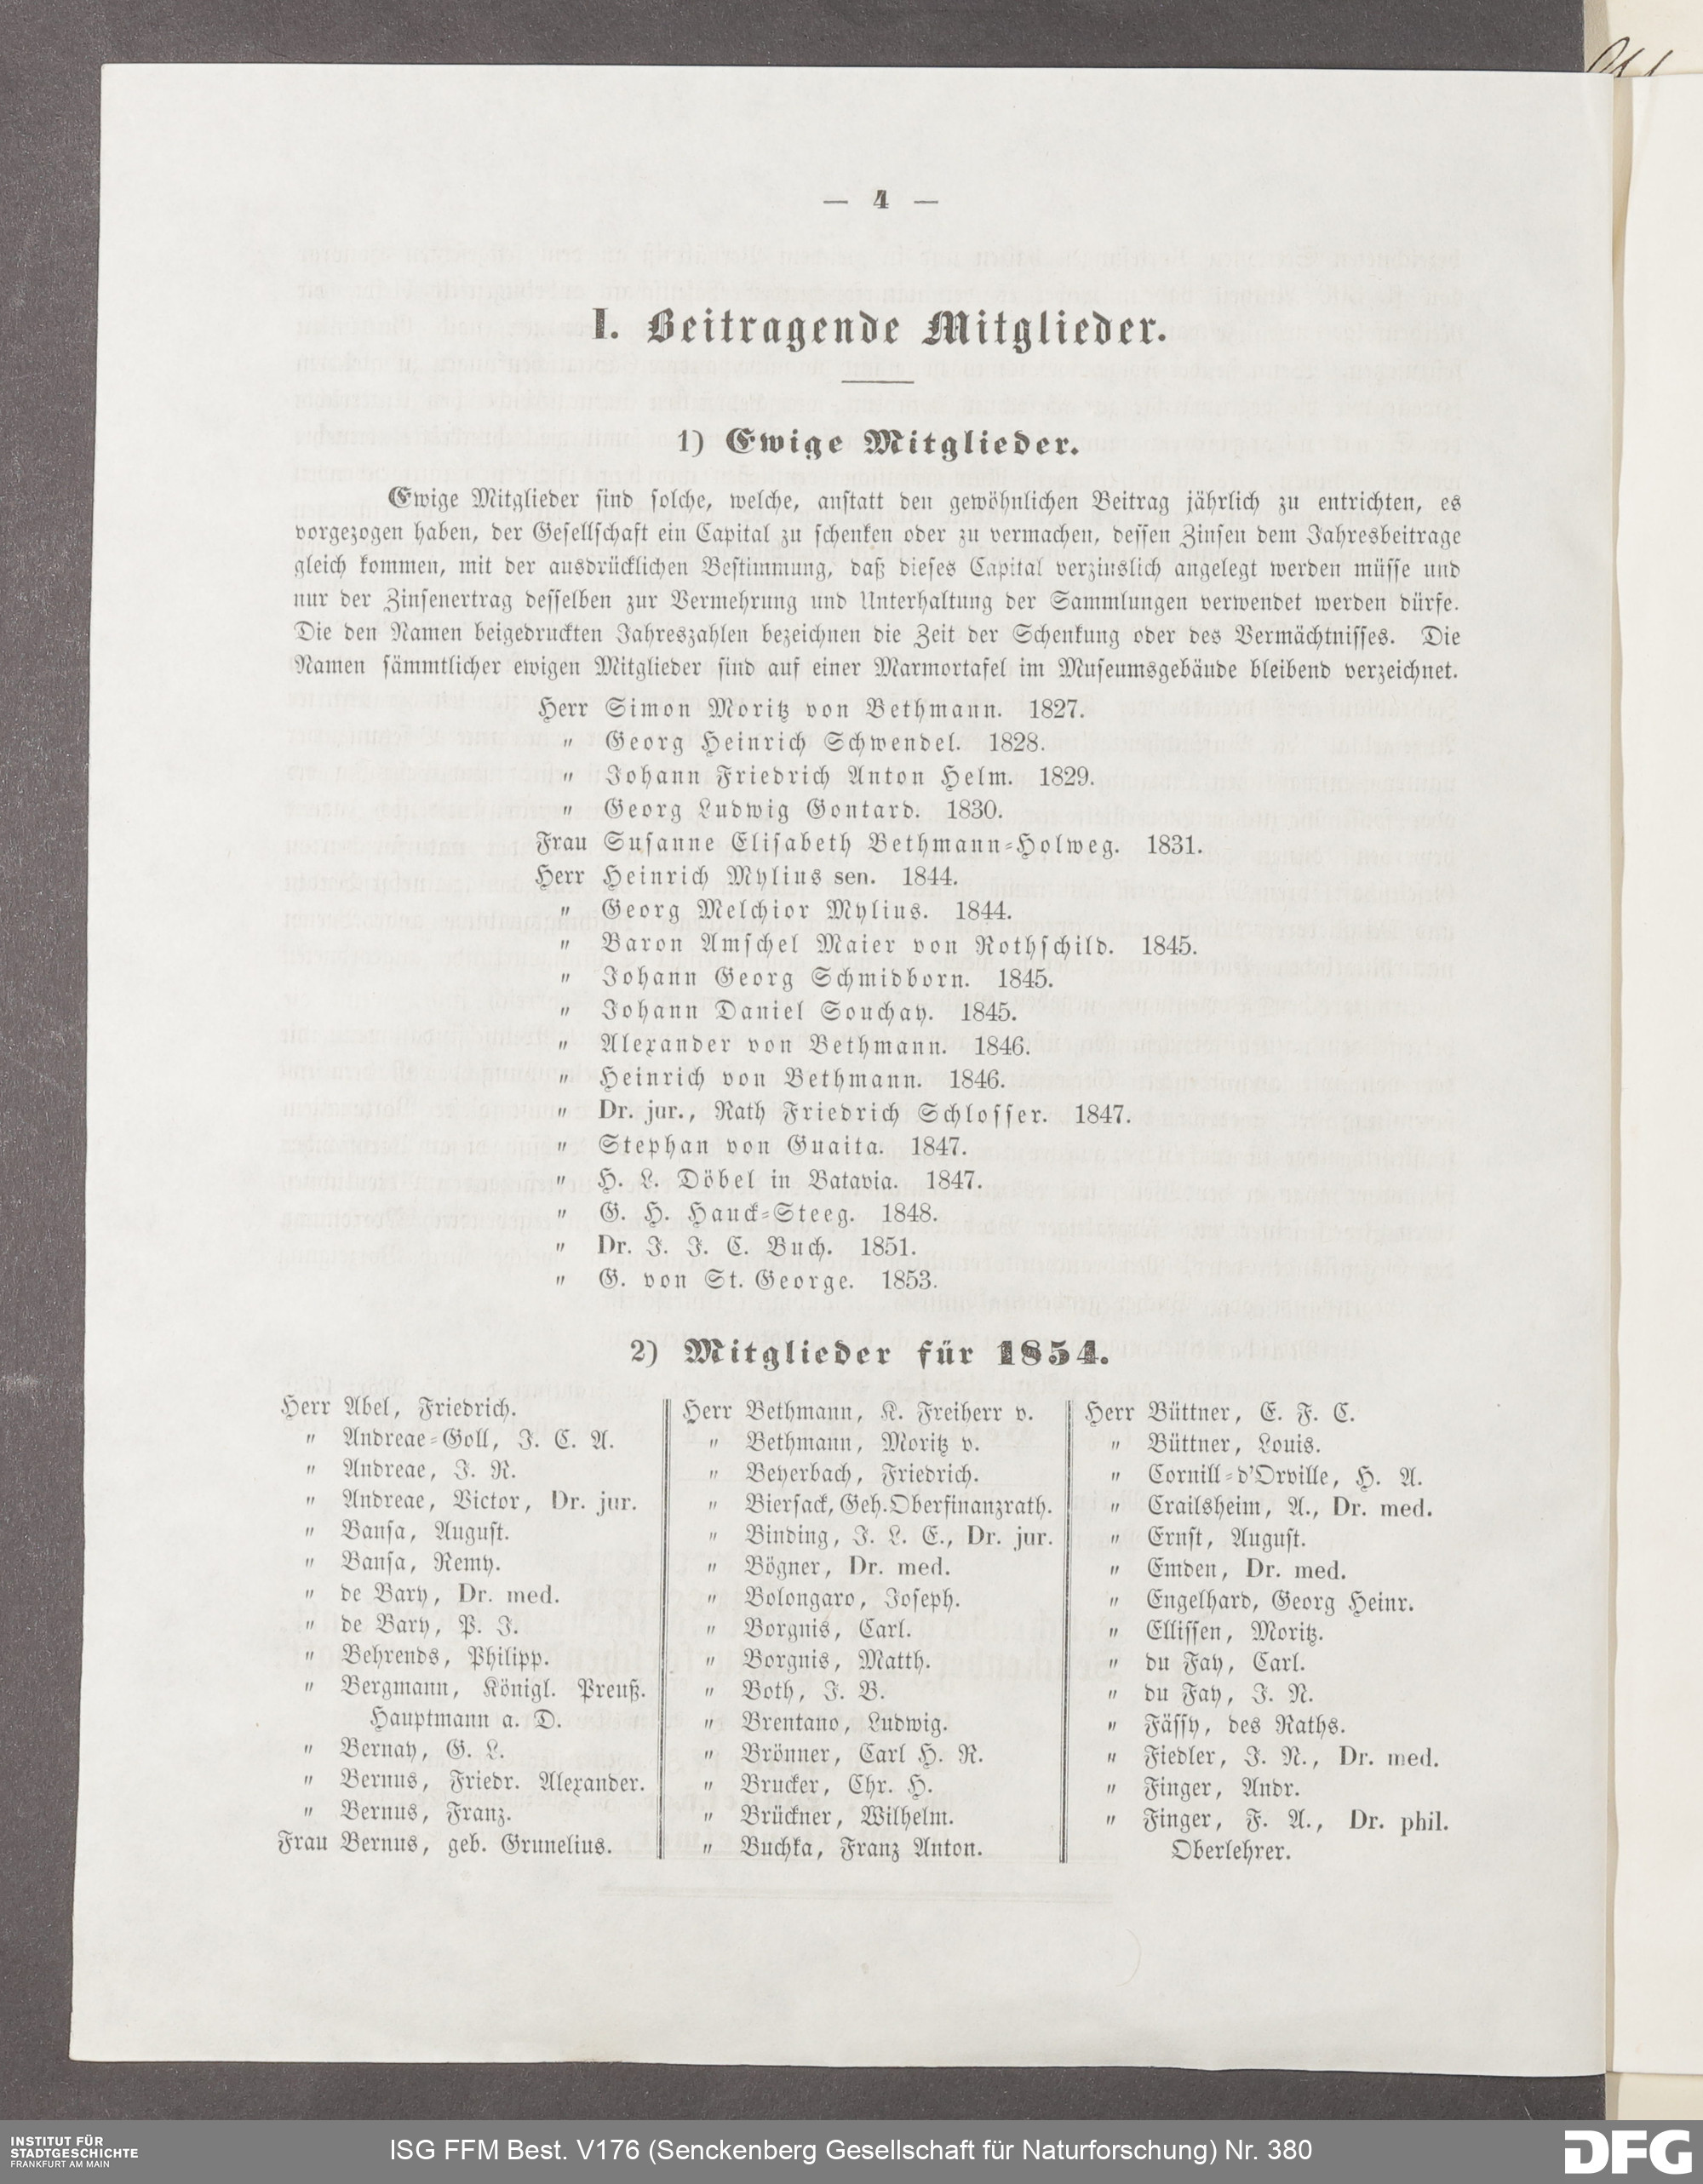 — 4 —
I. Beitragende Mitglieder.
1) Ewige Mitglieder.
Ewige Mitglieder sind solche, welche, anstatt den gewöhnlichen Beitrag jährlich zu entrichten, es
vorgezogen haben, der Gesellschaft ein Capital zu schenken oder zu vermachen, dessen Zinsen dem Jahresbeitrage
gleich kommen, mit der ausdrücklichen Bestimmung, daß dieses Capital verzinslich angelegt werden müsse und
nur der Zinsenertrag desselben zur Vermehrung und Unterhaltung der Sammlungen verwendet werden dürfe.
Die den Namen beigedruckten Jahreszahlen bezeichnen die Zeit der Schenkung oder des Vermächtnisses. Die
Namen sämmtlicher ewigen Mitglieder sind auf einer Marmortafel im Museumsgebäude bleibend verzeichnet.
Herr Simon Moritz von Bethmann. 1827.
" Georg Heinrich Schwendel. 1828.
" Johann Friedrich Anton Helm. 1829.
" Georg Ludwig Gontard. 1830.
Frau Susanne Elisabeth Bethmann-Holweg. 1831.
Herr Heinrich Mylius sen. 1844.
" Georg Melchior Mylius. 1844.
" Baron Amschel Maier von Rothschild. 1845.
" Johann Georg Schmidborn. 1845.
" Johann Daniel Souchay. 1845.
" Alexander von Bethmann. 1846.
" Heinrich von Bethmann. 1846.
" Dr. jur., Rath Friedrich Schlosser. 1847.
" Stephan von Guaita. 1847.
" H. L. Döbel in Batavia. 1847.
" G. H. Hauck-Steeg. 1848.
" Dr. J. J. C. Buch. 1851.
" G. von St. George. 1853.
2) Mitglieder für 1854.
Herr Abel, Friedrich.
" Andreae-Goll, J. C. A.
" Andreae, J. N.
" Andreae, Victor, Dr. jur.
" Bansa, August.
" Bansa, Remy.
" de Bary, Dr. med.
" de Bary, P. J.
" Behrends, Philipp.
" Bergmann, Königl. Preuß.
Hauptmann a. D.
" Bernay, G. L.
" Bernus, Friedr. Alexander.
" Bernus, Franz.
Frau Bernus, geb. Grunelius.
Herr Bethmann, K. Freiherr v.
" Bethmann, Moritz v.
" Beyerbach, Friedrich.
" Biersack, Geh. Oberfinanzrath.
" Binding, J. L. E., Dr. jur.
" Bögner, Dr. med.
" Bolongaro, Joseph.
" Borgnis, Carl.
" Borgnis, Matth.
" Both, J. B.
" Brentano, Ludwig.
" Brönner, Carl H. R.
" Brucker, Chr. H.
" Brückner, Wilhelm.
" Buchka, Franz Anton.
Herr Büttner, E. F. C.
" Büttner, Louis.
" Cornill-d'Orville, H. A.
" Crailsheim, A., Dr. med.
" Ernst, August.
" Emden, Dr. med.
" Engelhard, Georg Heinr.
" Ellissen, Moritz.
" du Fay, Carl.
" du Fay, J. N.
" Fässy, des Raths.
" Fiedler, J. N., Dr. med.
" Finger, Andr.
" Finger, F. A., Dr. phil.
Oberlehrer.
INSTITUT FÜR
STADTGESCHICHTE
FRANKFURT AM MAIN
ISG FFM Best. V176 (Senckenberg Gesellschaft für Naturforschung) Nr. 380
DFG